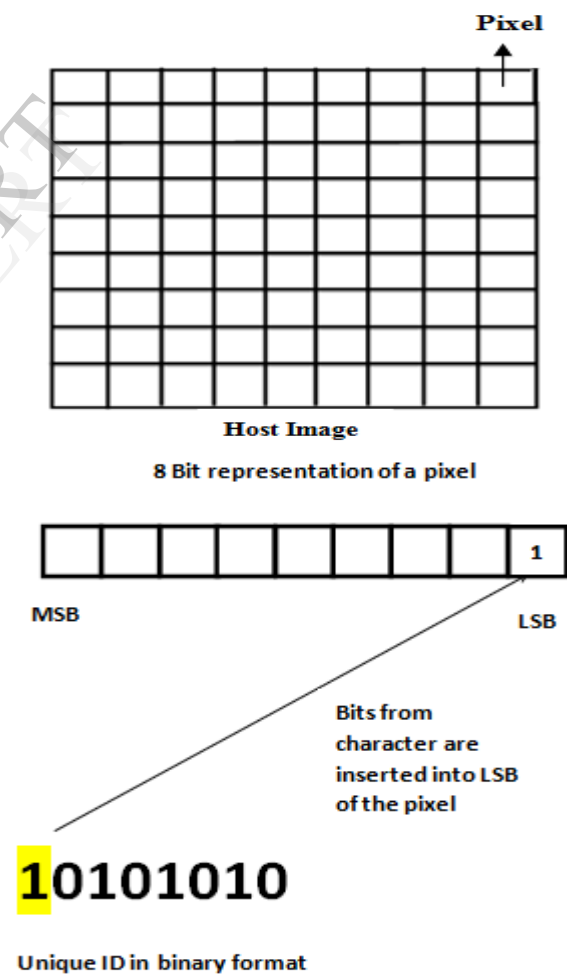 Pixel
Host Image
8 Bit representation of a pixel
1
MSB
LSB
Bits from
character are
inserted into LSB
of the pixel
10101010
Unique ID in binary format